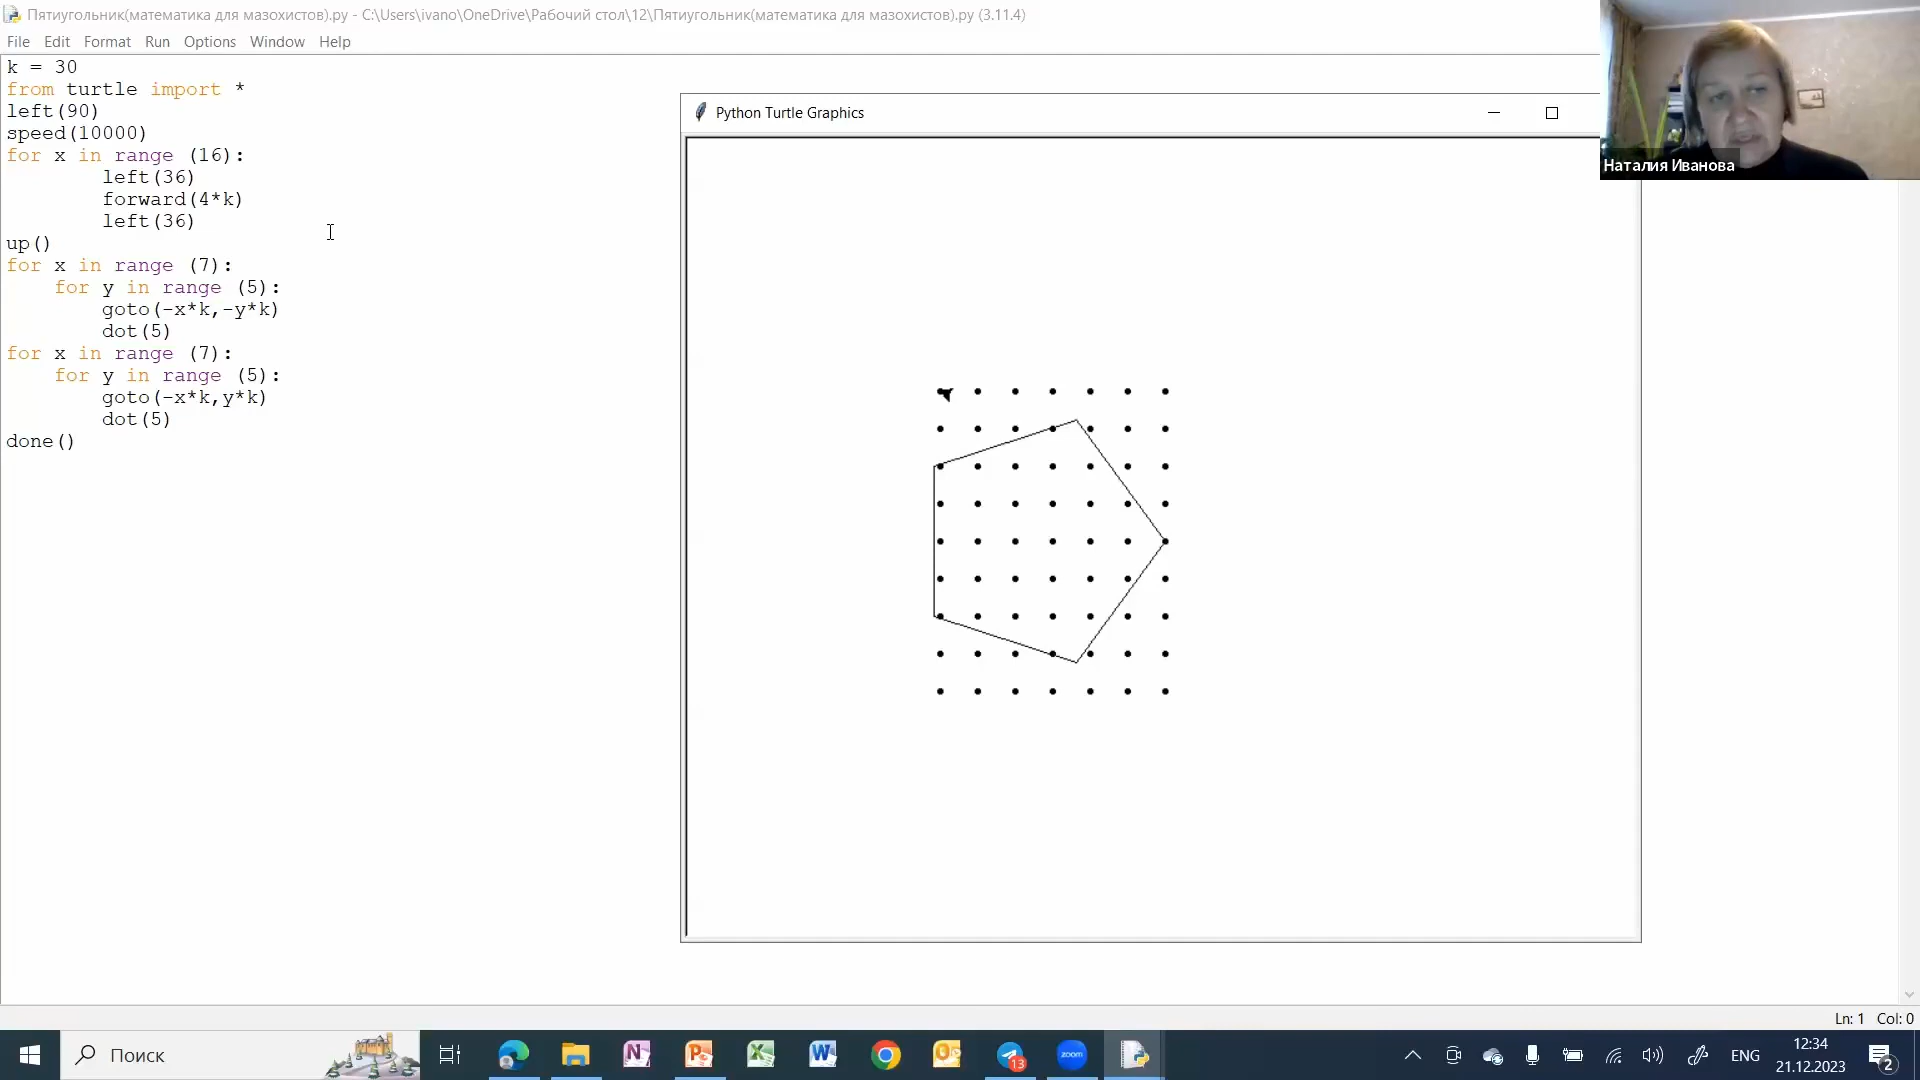 Пятиугольник(математика для мазохистов).py - C:\Users\ivano\OneDrive\Рабочий стол\12\Пятиугольник(математика для мазохистов).py (3.11.4)
File Edit Format Run Options Window Help
k = 30
from turtle import *
left(90)
speed(10000)
for x in range (16):
        left(36)
        forward(4*k)
        left(36)
up()
for x in range (7):
    for y in range (5):
        goto(-x*k,-y*k)
        dot(5)
for x in range (7):
    for y in range (5):
        goto(-x*k,y*k)
        dot(5)
done()
Python Turtle Graphics
Наталия Иванова
Ln: 1 Col: 0
Поиск
13
zoom
ENG
12:34
21.12.2023
2